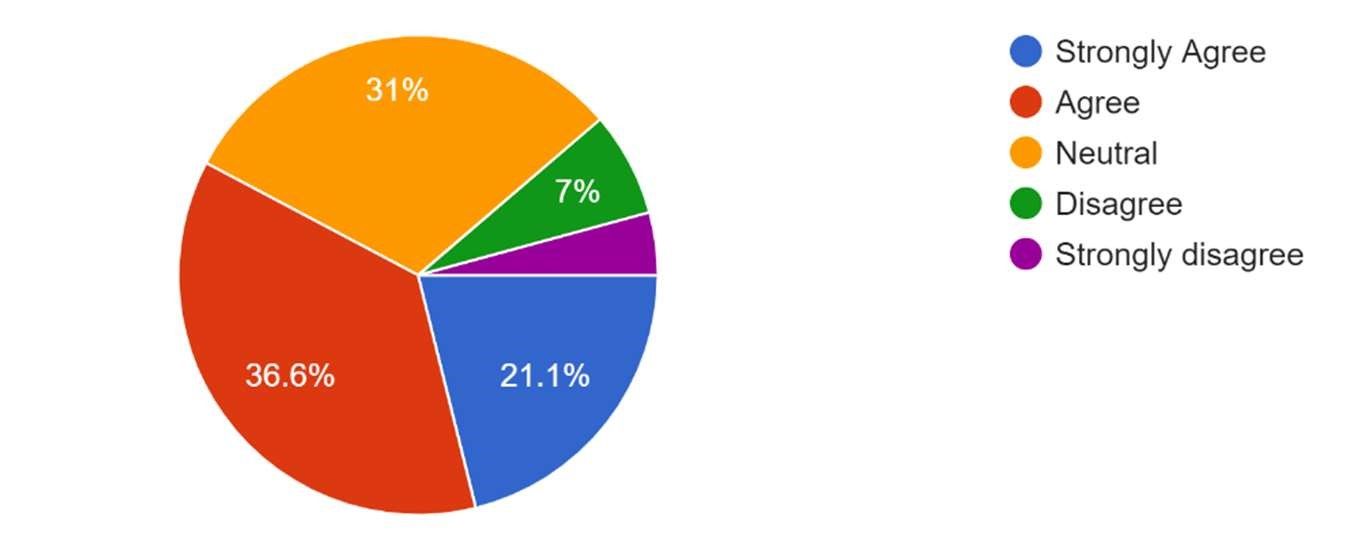 31%
7%
36.6%
21.1%
Strongly Agree
Agree
Neutral
Disagree
Strongly disagree